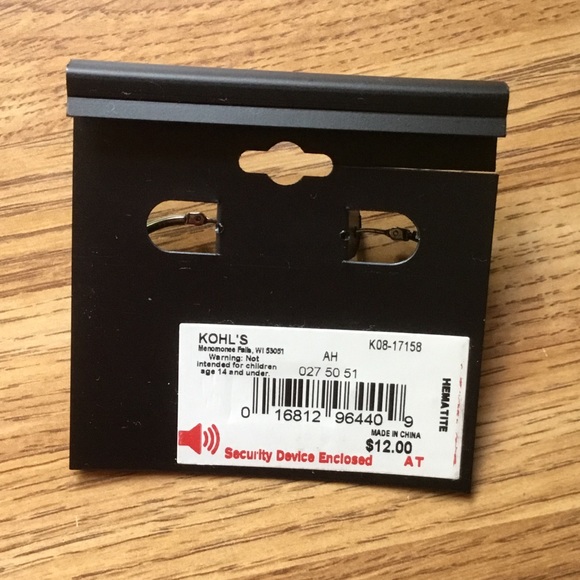 KOHL'S
Menomonee Falls, WI 53051
Warning: Not
intended for children
age 14 and under.
AH
K08-17158
027 50 51
0 16812 96440 9
HEMATITE
MADE IN CHINA
$12.00
Security Device Enclosed
AT